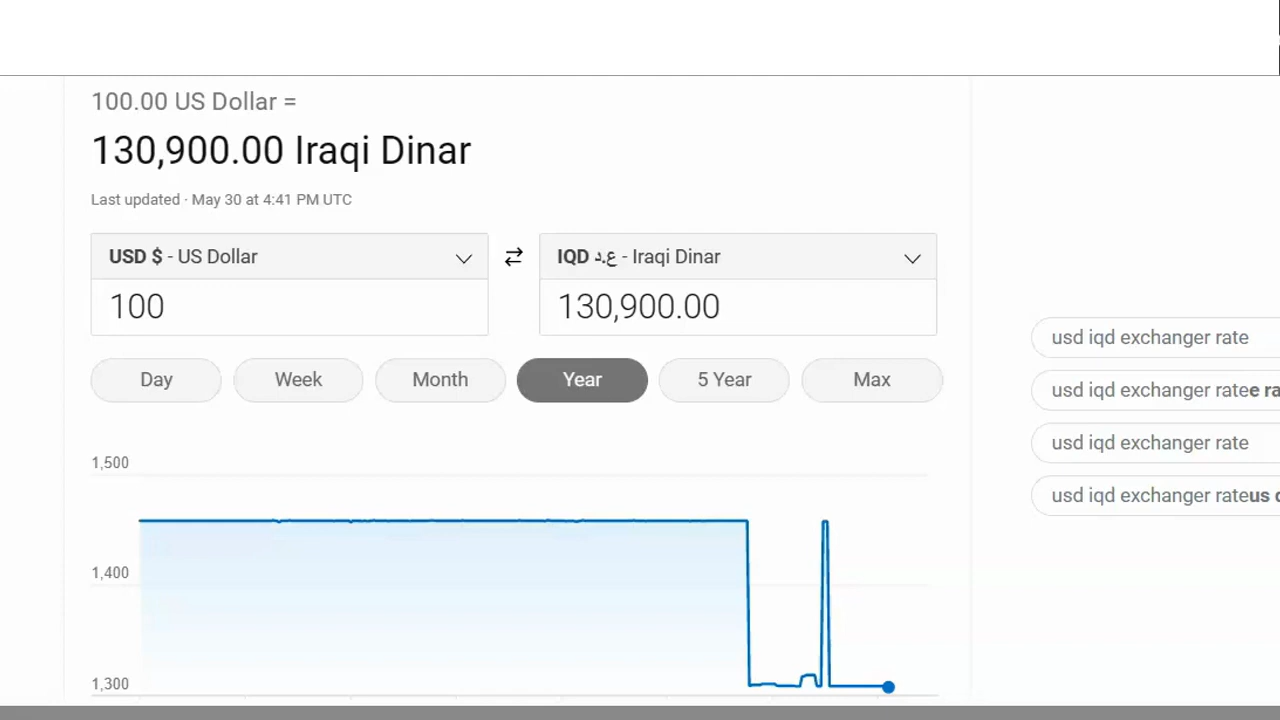 100.00 US Dollar =
130,900.00 Iraqi Dinar
Last updated · May 30 at 4:41 PM UTC
USD $ - US Dollar
IQD ع.د - Iraqi Dinar
100
130,900.00
Day
Week
Month
Year
5 Year
Max
usd iqd exchanger rate
usd iqd exchanger ratee
usd iqd exchanger rate
usd iqd exchanger rateus
1,500
1,400
1,300